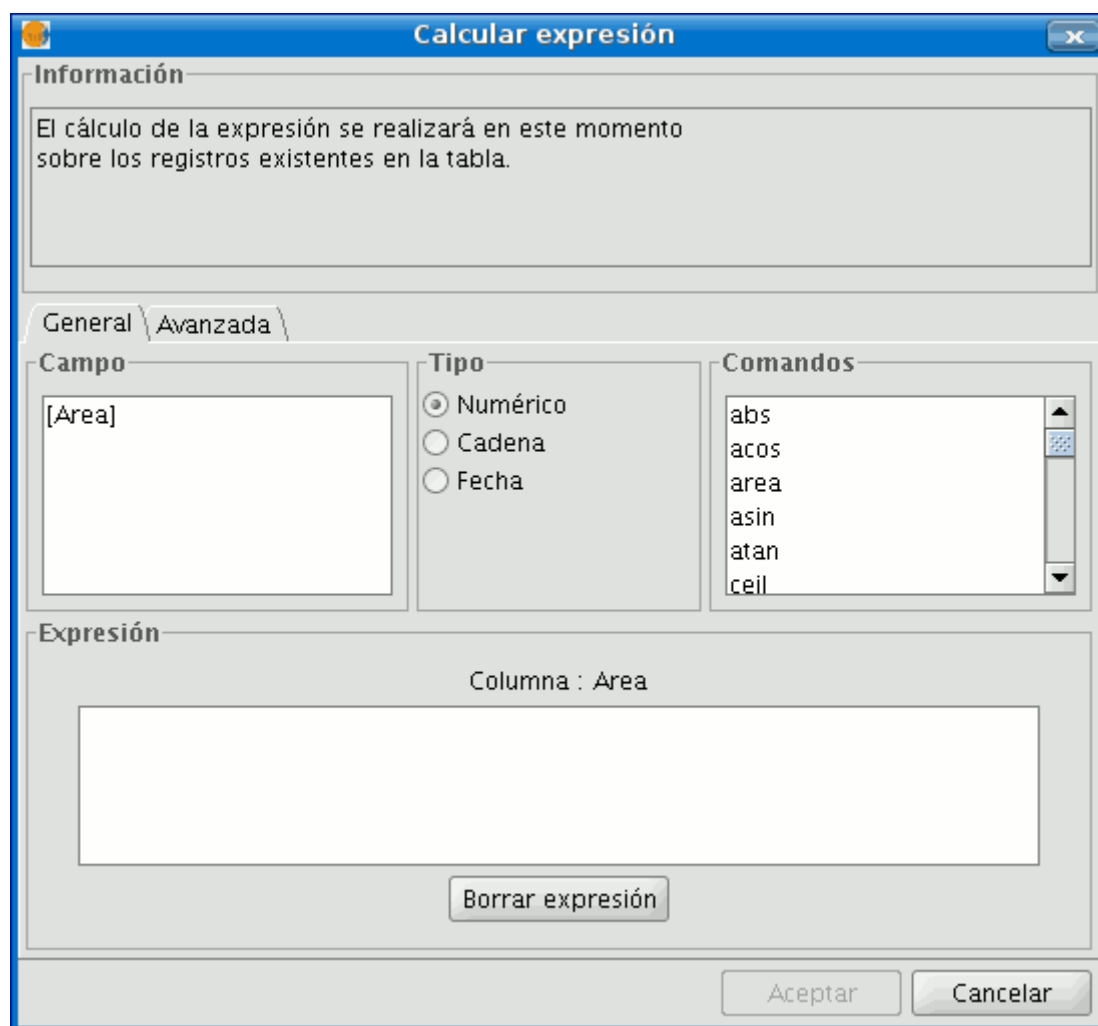 Calcular expresión
Información
El cálculo de la expresión se realizará en este momento
sobre los registros existentes en la tabla.
General
Avanzada
Campo
[Area]
Tipo
Numérico
Cadena
Fecha
Comandos
abs
acos
area
asin
atan
ceil
Expresión
Columna : Area
Borrar expresión
Aceptar
Cancelar